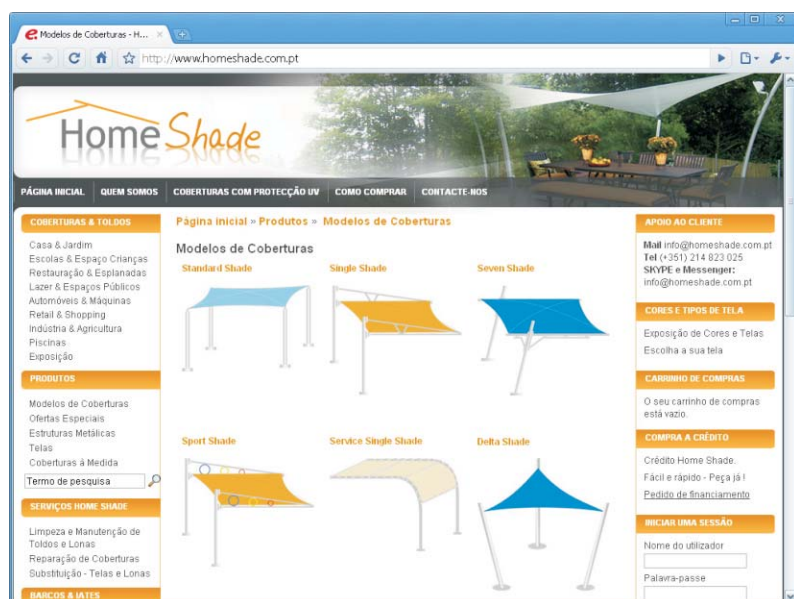 Modelos de Coberturas - H...
http://www.homeshade.com.pt
Home Shade
PÁGINA INICIAL
QUEM SOMOS
COBERTURAS COM PROTECÇÃO UV
COMO COMPRAR
CONTACTE-NOS
COBERTURAS & TOLDOS
Casa & Jardim
Escolas & Espaço Crianças
Restauração & Esplanadas
Lazer & Espaços Públicos
Automóveis & Máquinas
Retail & Shopping
Indústria & Agricultura
Piscinas
Exposição
PRODUTOS
Modelos de Coberturas
Ofertas Especiais
Estruturas Metálicas
Telas
Coberturas à Medida
Termo de pesquisa
SERVIÇOS HOME SHADE
Limpeza e Manutenção de
Toldos e Lonas
Reparação de Coberturas
Substituição - Telas e Lonas
BARCOS & IATES
Página inicial » Produtos » Modelos de Coberturas
Modelos de Coberturas
Standard Shade
Single Shade
Seven Shade
Sport Shade
Service Single Shade
Delta Shade
APOIO AO CLIENTE
Mail info@homeshade.com.pt
Tel (+351) 214 823 025
SKYPE e Messenger:
info@homeshade.com.pt
CORES E TIPOS DE TELA
Exposição de Cores e Telas
Escolha a sua tela
CARRINHO DE COMPRAS
O seu carrinho de compras
está vazio.
COMPRA A CRÉDITO
Crédito Home Shade.
Fácil e rápido - Peça já !
Pedido de financiamento
INICIAR UMA SESSÃO
Nome do utilizador
Palavra-passe